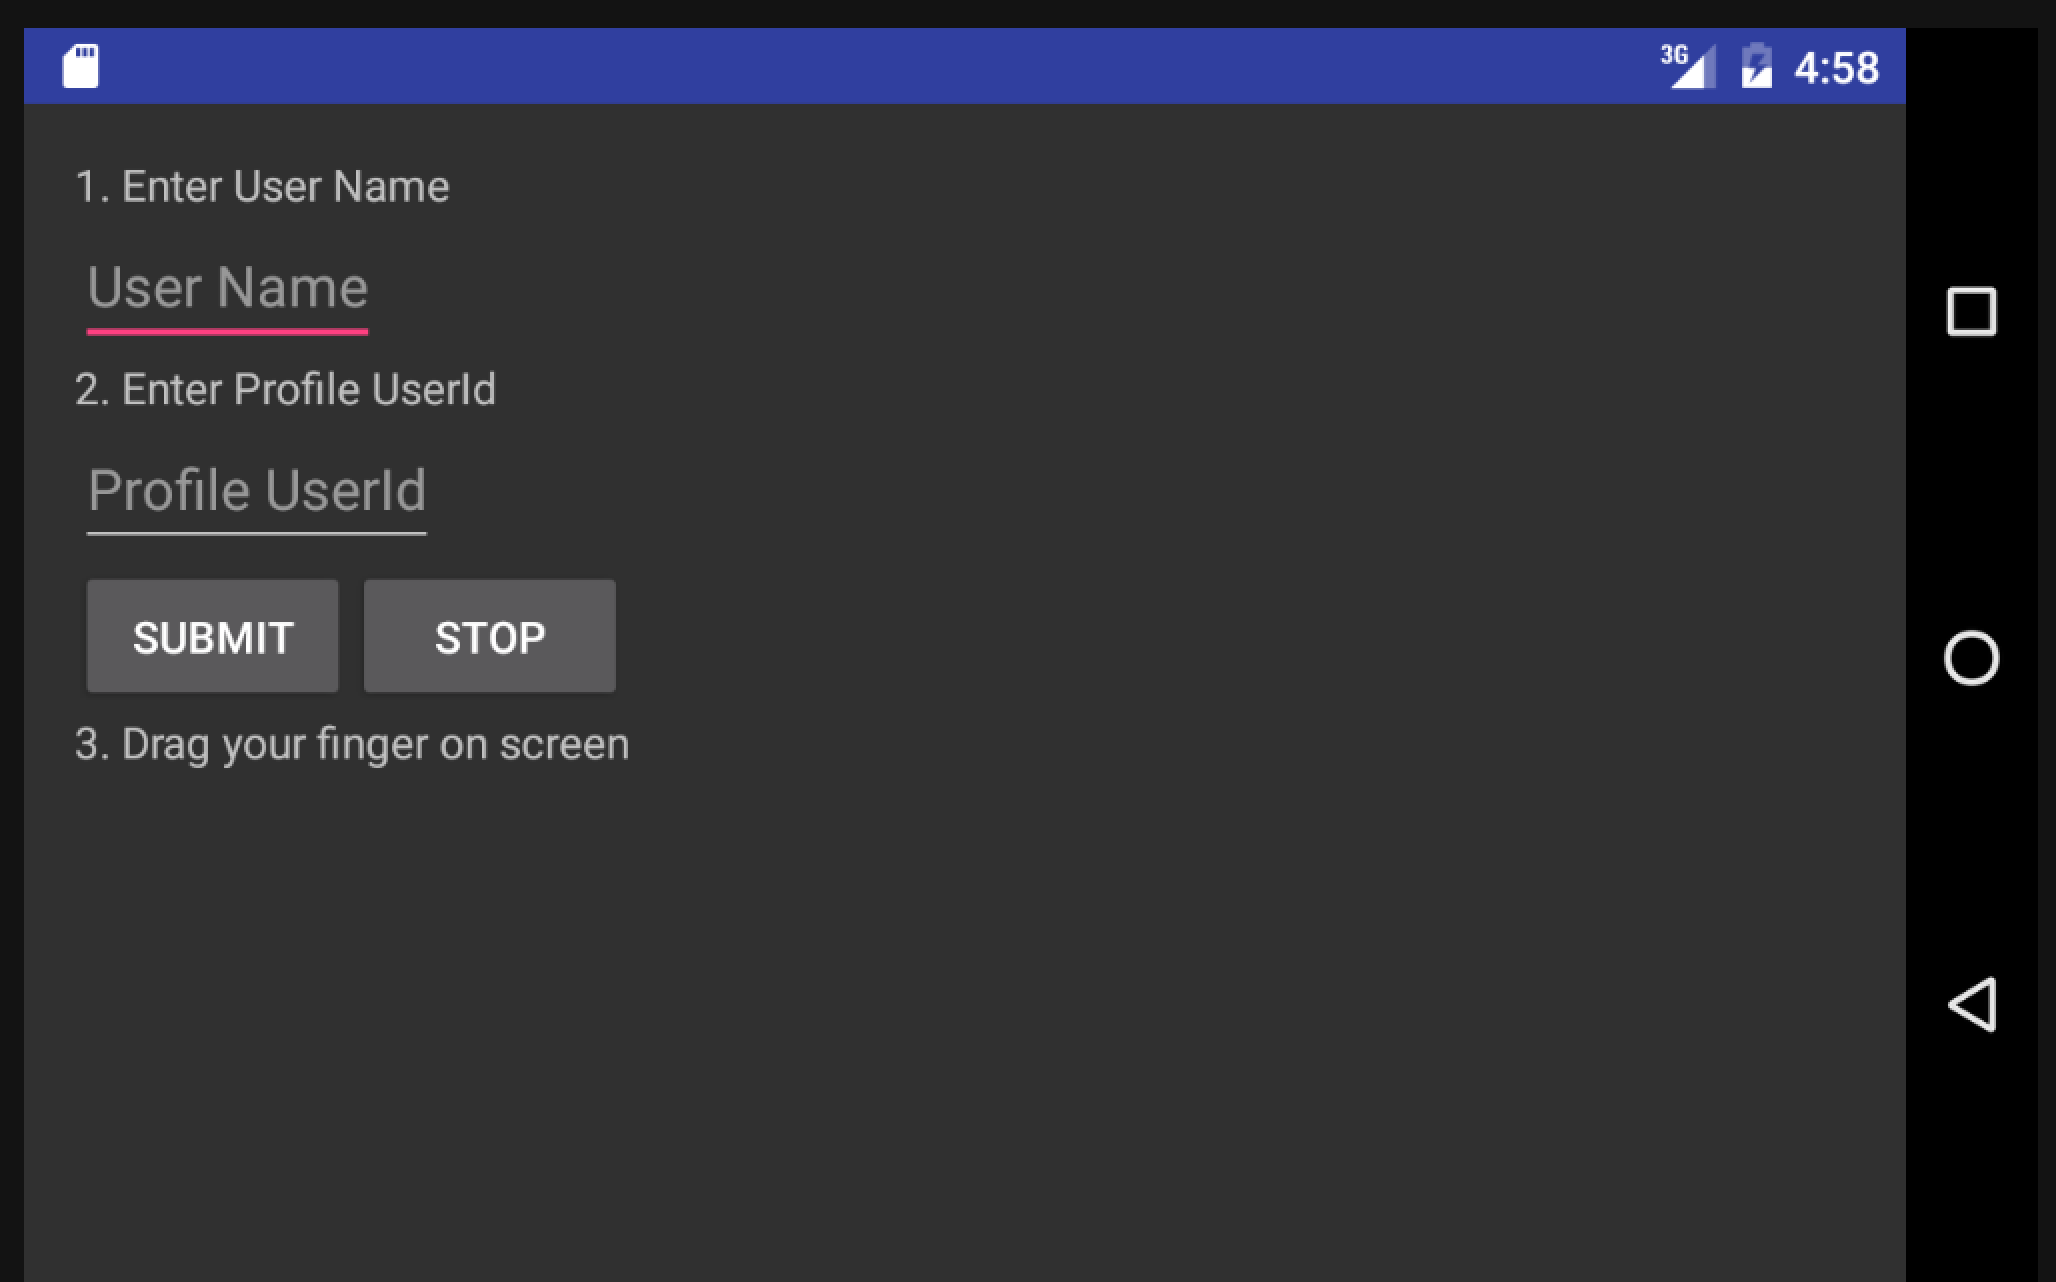 3G 4:58
1. Enter User Name
User Name
2. Enter Profile UserId
Profile UserId
SUBMIT STOP
3. Drag your finger on screen